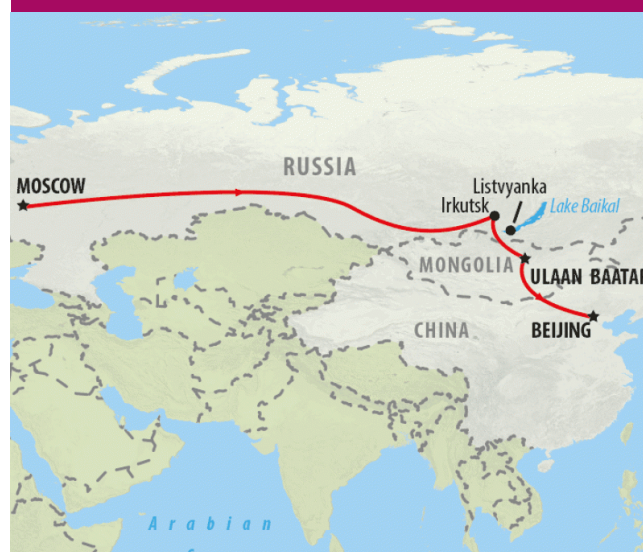 RUSSIA
MOSCOW
Listvyanka
Irkutsk
Lake Baikal
MONGOLIA
ULAAN BAATAR
CHINA
BEIJING
Arabian